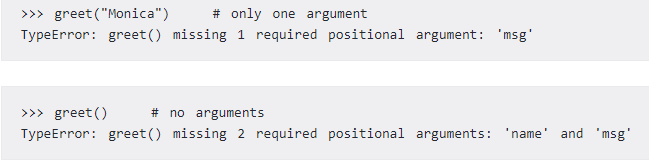 >>> greet("Monica")      # only one argument
TypeError: greet() missing 1 required positional argument: 'msg'
>>> greet()     # no arguments
TypeError: greet() missing 2 required positional arguments: 'name' and 'msg'